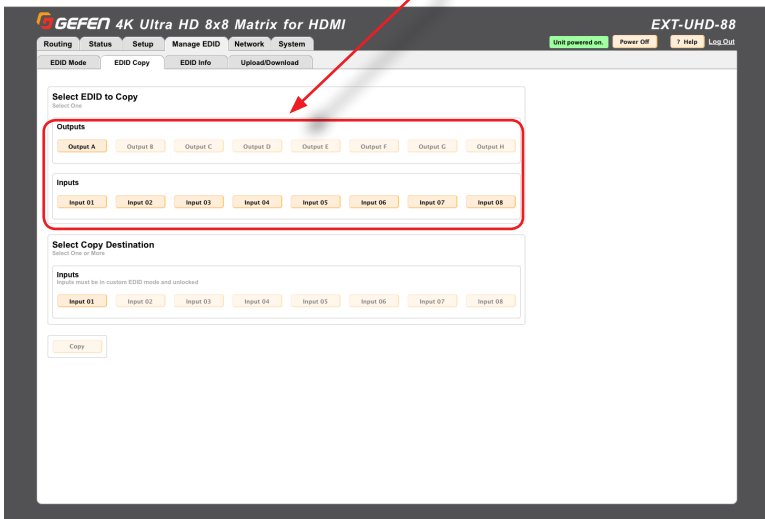 GEFEN 4K Ultra HD 8x8 Matrix for HDMI EXT-UHD-88
Routing Status Setup Manage EDID Network System Unit powered on. Power Off ? Help Log Out
EDID Mode EDID Copy EDID Info Upload/Download
Select EDID to Copy
Select One
Outputs
Output A Output B Output C Output D Output E Output F Output G Output H
Inputs
Input 01 Input 02 Input 03 Input 04 Input 05 Input 06 Input 07 Input 08
Select Copy Destination
Select One or More
Inputs
Inputs must be in custom EDID mode and unlocked
Input 01 Input 02 Input 03 Input 04 Input 05 Input 06 Input 07 Input 08
Copy